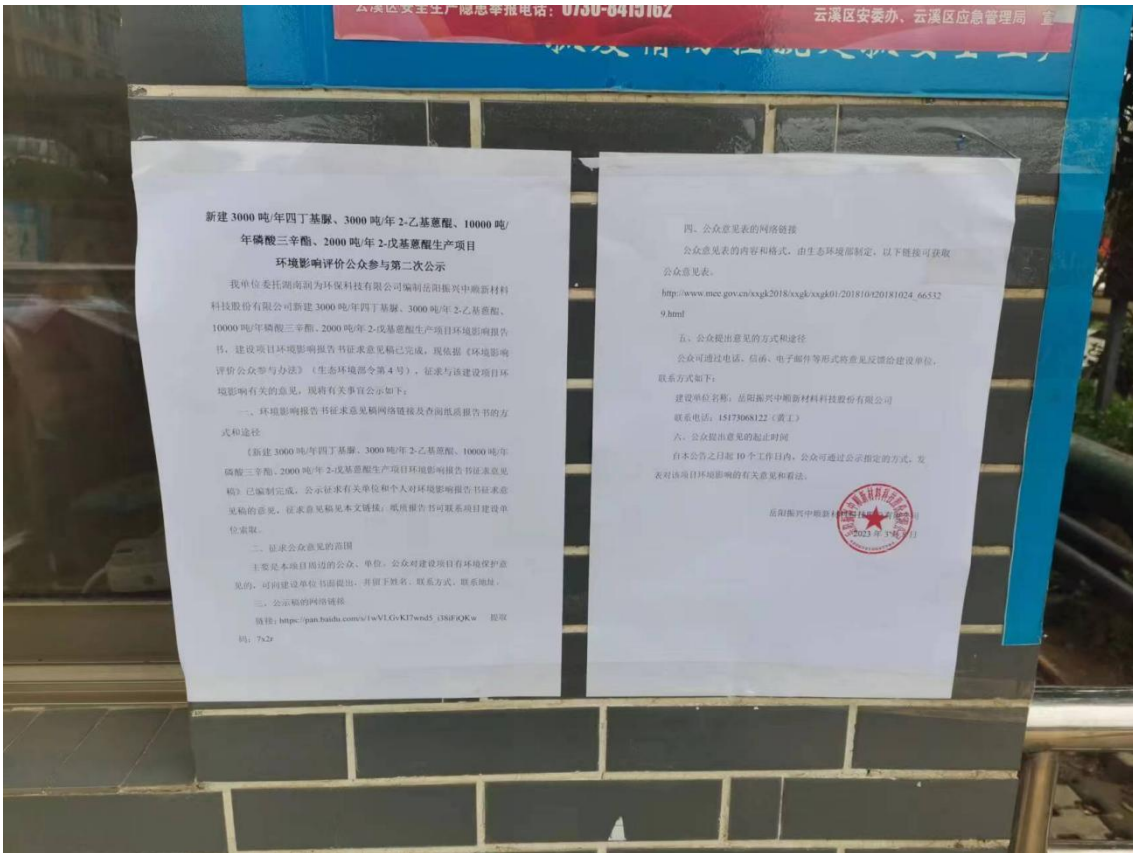 云溪区安全生产隐患举报电话：0730-8415162
云溪区安委办、云溪区应急管理局 宣
新建 3000 吨/年四丁基脲、3000 吨/年 2-乙基蒽醌、10000 吨/
年磷酸三辛酯、2000 吨/年 2-戊基蒽醌生产项目
环境影响评价公众参与第二次公示
我单位委托湖南润为环保科技有限公司编制岳阳振兴中顺新材料
科技股份有限公司新建 3000 吨/年四丁基脲、3000 吨/年 2-乙基蒽醌、
10000 吨/年磷酸三辛酯、2000 吨/年 2-戊基蒽醌生产项目环境影响报告
书，建设项目环境影响报告书征求意见稿已完成，现依据《环境影响
评价公众参与办法》（生态环境部令第 4 号），征求与该建设项目环
境影响有关的意见，现将有关事宜公示如下：
一、环境影响报告书征求意见稿网络链接及查阅纸质报告书的方
式和途径
《新建 3000 吨/年四丁基脲、3000 吨/年 2-乙基蒽醌、10000 吨/年
磷酸三辛酯、2000 吨/年 2-戊基蒽醌生产项目环境影响报告书征求意见
稿》已编制完成，公示征求有关单位和个人对环境影响报告书征求意
见稿的意见，征求意见稿见本文链接；纸质报告书可联系项目建设单
位索取。
二、征求公众意见的范围
主要是本项目周边的公众、单位。公众对建设项目有环境保护意
见的，可向建设单位书面提出，并留下姓名、联系方式、联系地址。
三、公示稿的网络链接
链接：https://pan.baidu.com/s/ 提取
码：7x2r
四、公众意见表的网络链接
公众意见表的内容和格式，由生态环境部制定，以下链接可获取
公众意见表。
http://www.mee.gov.cn/xxgk2018/xxgk/xxgk01/201810/t20181024_66532
9.html
五、公众提出意见的方式和途径
公众可通过电话、信函、电子邮件等形式将意见反馈给建设单位，
联系方式如下：
建设单位名称：岳阳振兴中顺新材料科技股份有限公司
联系电话：15173068122（黄工）
六、公众提出意见的起止时间
自本公告之日起 10 个工作日内，公众可通过公示指定的方式，发
表对该项目环境影响的有关意见和看法。
岳阳振兴中顺新材料科技股份有限公司
2023 年 3 月 日